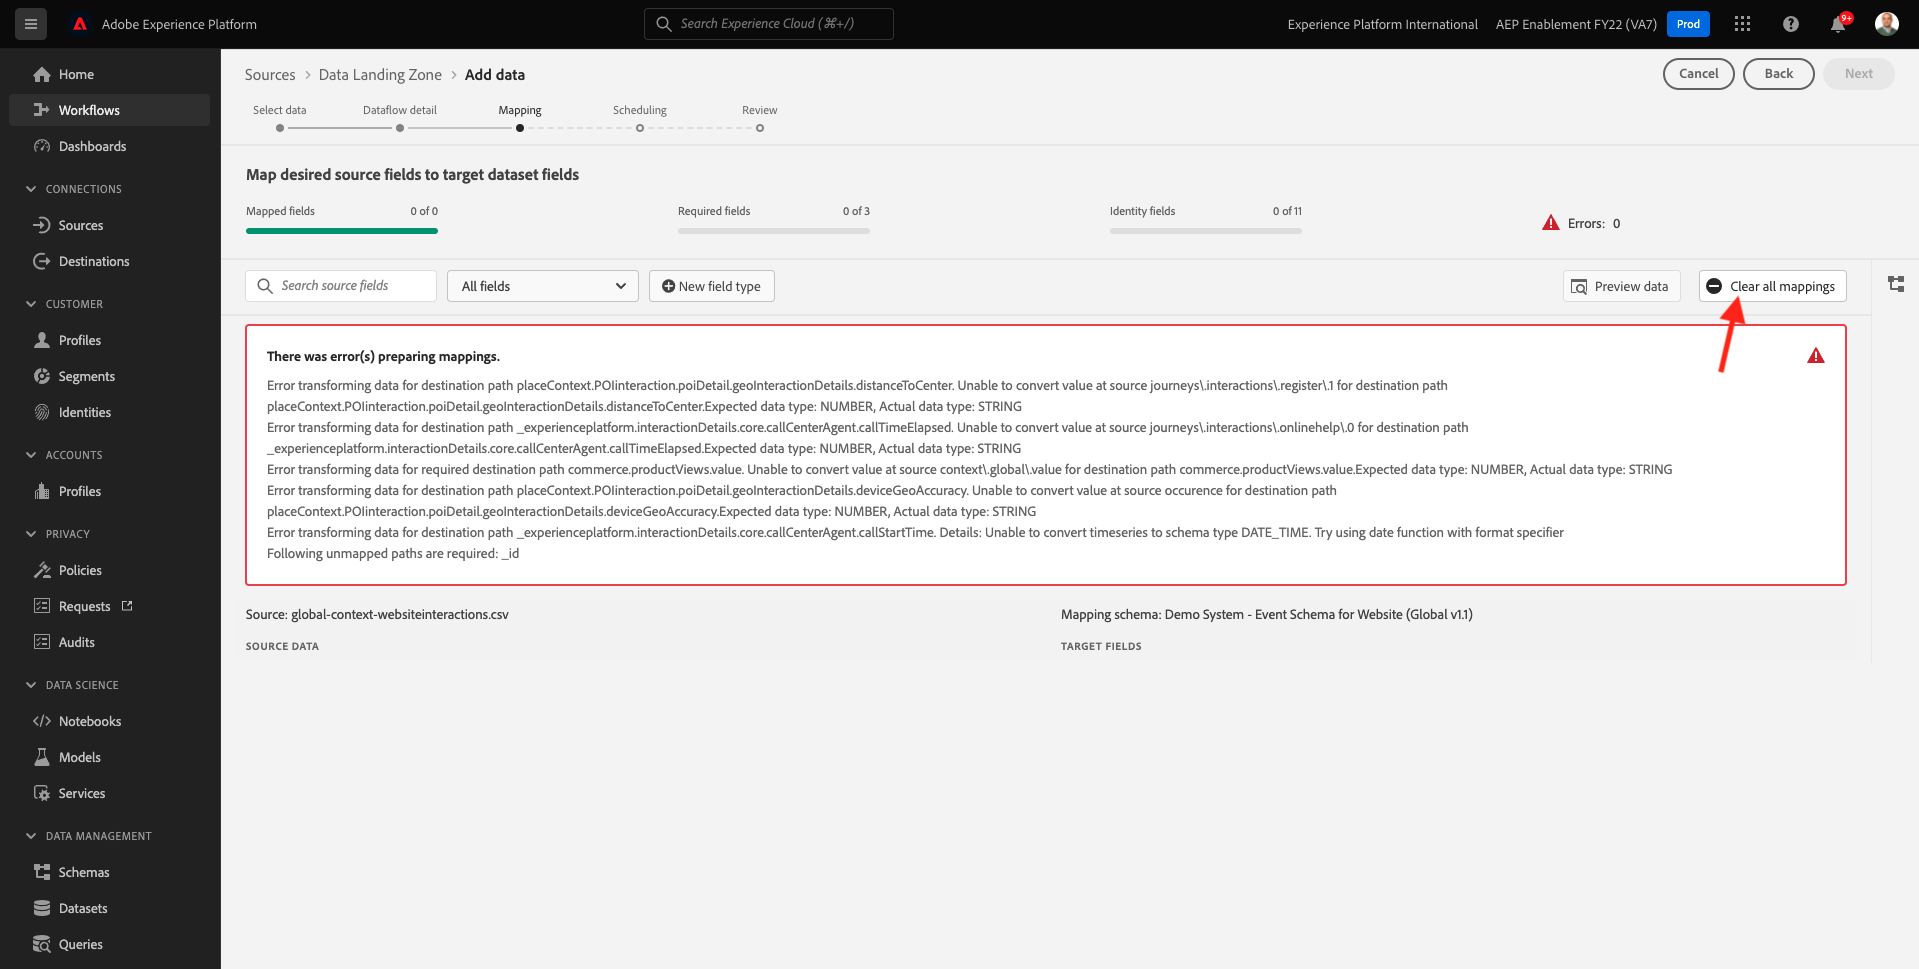 Adobe Experience Platform
Search Experience Cloud (⌘+/)
Experience Platform International
AEP Enablement FY22 (VA7)
Prod
9+
Home
Workflows
Dashboards
CONNECTIONS
Sources
Destinations
CUSTOMER
Profiles
Segments
Identities
ACCOUNTS
Profiles
PRIVACY
Policies
Requests
Audits
DATA SCIENCE
Notebooks
Models
Services
DATA MANAGEMENT
Schemas
Datasets
Queries
Sources > Data Landing Zone > Add data
Cancel
Back
Next
Select data
Dataflow detail
Mapping
Scheduling
Review
Map desired source fields to target dataset fields
Mapped fields 0 of 0
Required fields 0 of 3
Identity fields 0 of 11
Errors: 0
Search source fields
All fields
New field type
Preview data
Clear all mappings
There was error(s) preparing mappings.
Error transforming data for destination path placeContext.POIinteraction.poiDetail.geoInteractionDetails.distanceToCenter. Unable to convert value at source journeys\.interactions\.register\.1 for destination path
placeContext.POIinteraction.poiDetail.geoInteractionDetails.distanceToCenter.Expected data type: NUMBER, Actual data type: STRING
Error transforming data for destination path _experienceplatform.interactionDetails.core.callCenterAgent.callTimeElapsed. Unable to convert value at source journeys\.interactions\.onlinehelp\.0 for destination path
_experienceplatform.interactionDetails.core.callCenterAgent.callTimeElapsed.Expected data type: NUMBER, Actual data type: STRING
Error transforming data for required destination path commerce.productViews.value. Unable to convert value at source context\.global\.value for destination path commerce.productViews.value.Expected data type: NUMBER, Actual data type: STRING
Error transforming data for destination path placeContext.POIinteraction.poiDetail.geoInteractionDetails.deviceGeoAccuracy. Unable to convert value at source occurence for destination path
placeContext.POIinteraction.poiDetail.geoInteractionDetails.deviceGeoAccuracy.Expected data type: NUMBER, Actual data type: STRING
Error transforming data for destination path _experienceplatform.interactionDetails.core.callCenterAgent.callStartTime. Details: Unable to convert timeseries to schema type DATE_TIME. Try using date function with format specifier
Following unmapped paths are required: _id
Source: global-context-websiteinteractions.csv
Mapping schema: Demo System - Event Schema for Website (Global v1.1)
SOURCE DATA
TARGET FIELDS